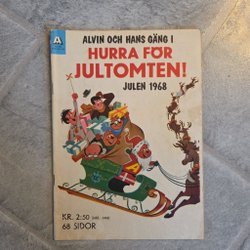 ALVIN OCH HANS GÄNG I
HURRA FÖR
JULTOMTEN!
JULEN 1968
KR. 2:50
68 SIDOR